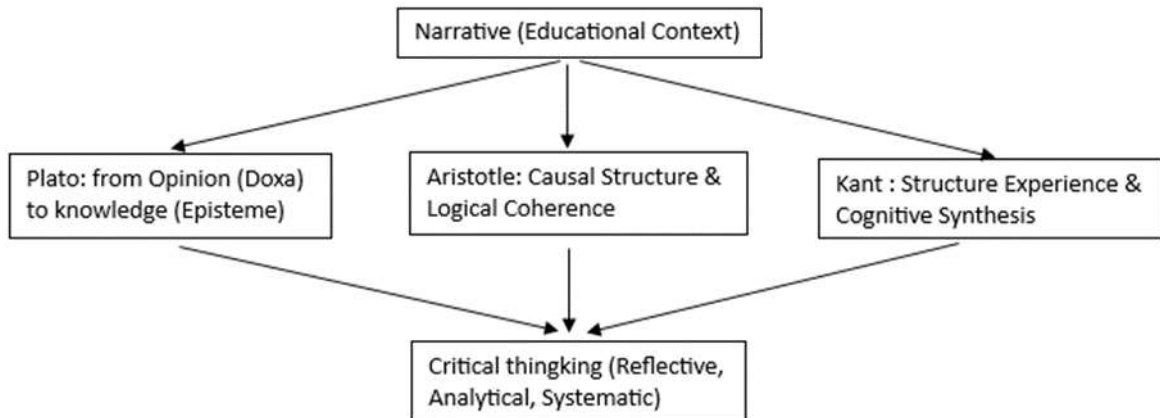 Narrative (Educational Context)
Plato: from Opinion (Doxa)
to knowledge (Episteme)
Aristotle: Causal Structure &
Logical Coherence
Kant : Structure Experience &
Cognitive Synthesis
Critical thingking (Reflective,
Analytical, Systematic)